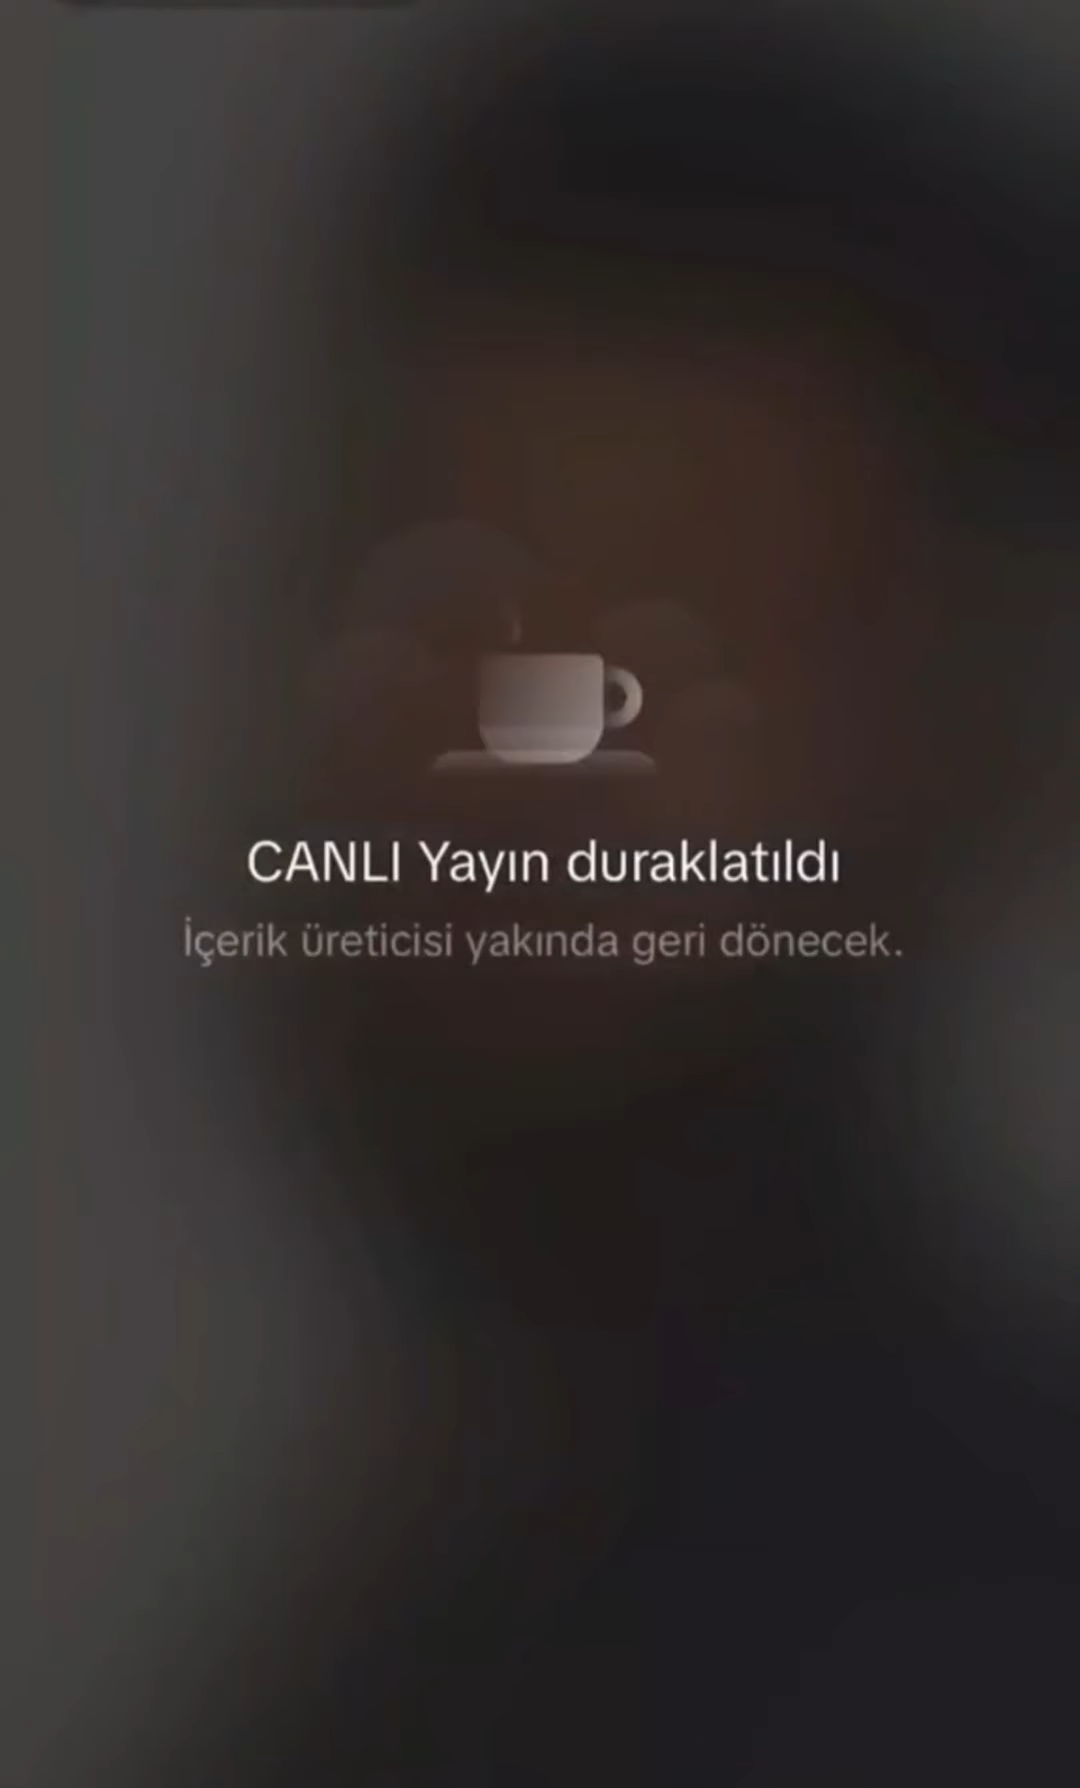 CANLI Yayın duraklatıldı
İçerik üreticisi yakında geri dönecek.